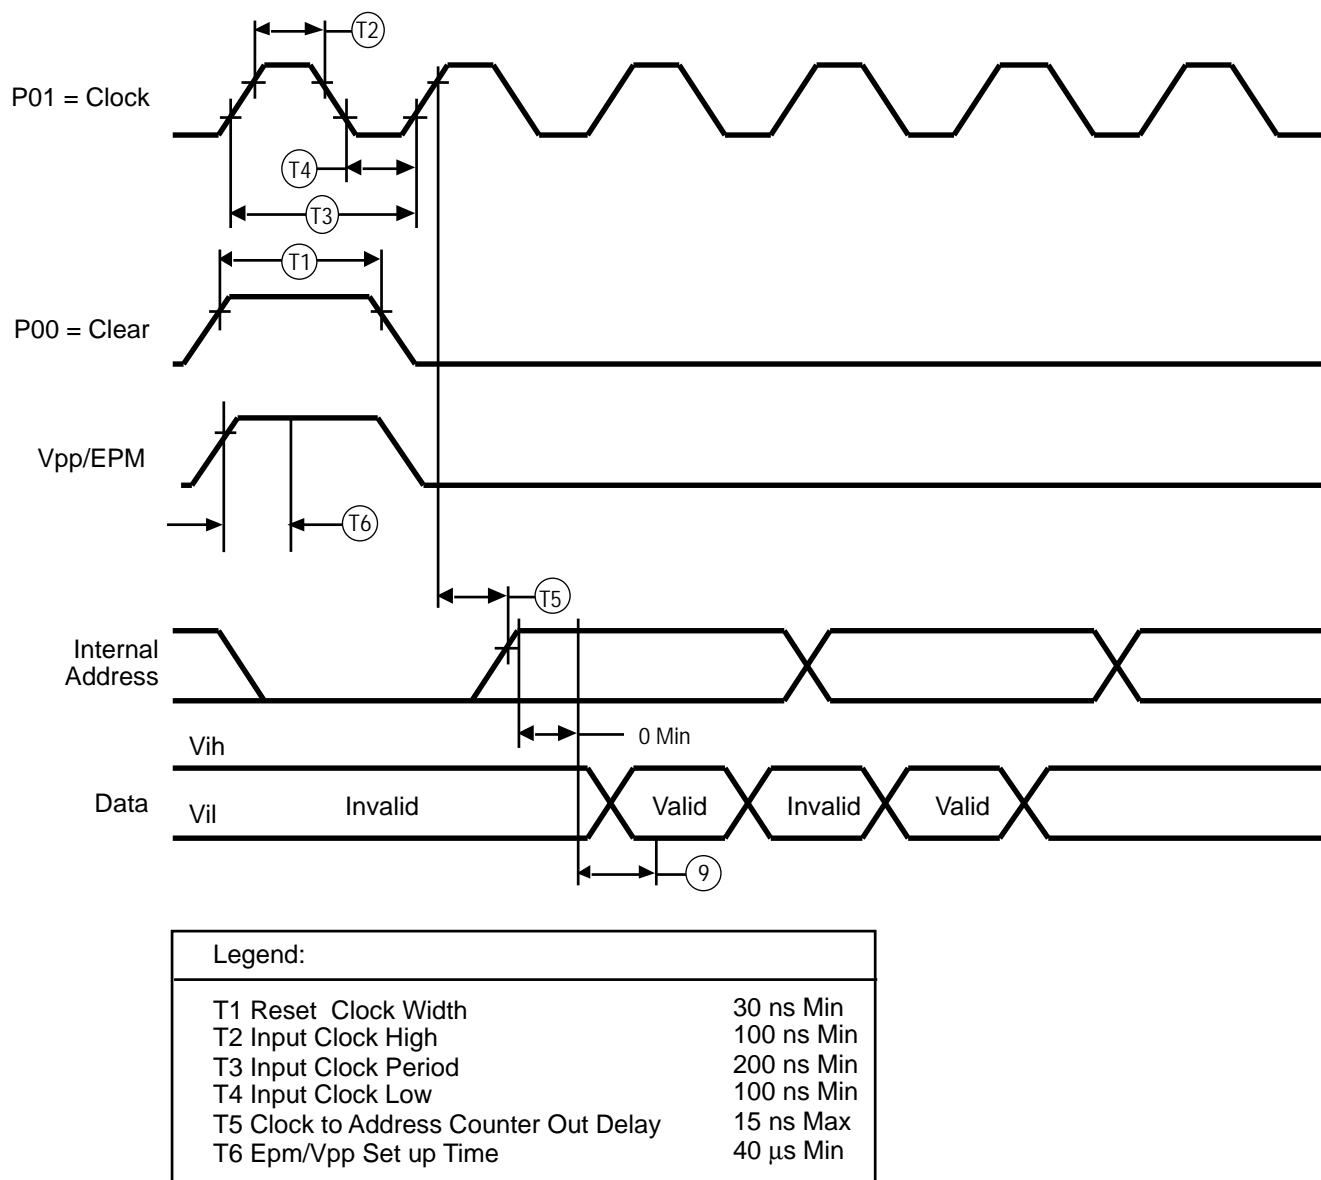 T2
P01 = Clock
T4
T3
T1
P00 = Clear
Vpp/EPM
T6
T5
Internal
Address
0 Min
Vih
Data
Vil
Invalid
Valid
Invalid
Valid
9
Legend:
T1 Reset Clock Width 30 ns Min
T2 Input Clock High 100 ns Min
T3 Input Clock Period 200 ns Min
T4 Input Clock Low 100 ns Min
T5 Clock to Address Counter Out Delay 15 ns Max
T6 Epm/Vpp Set up Time 40 μs Min